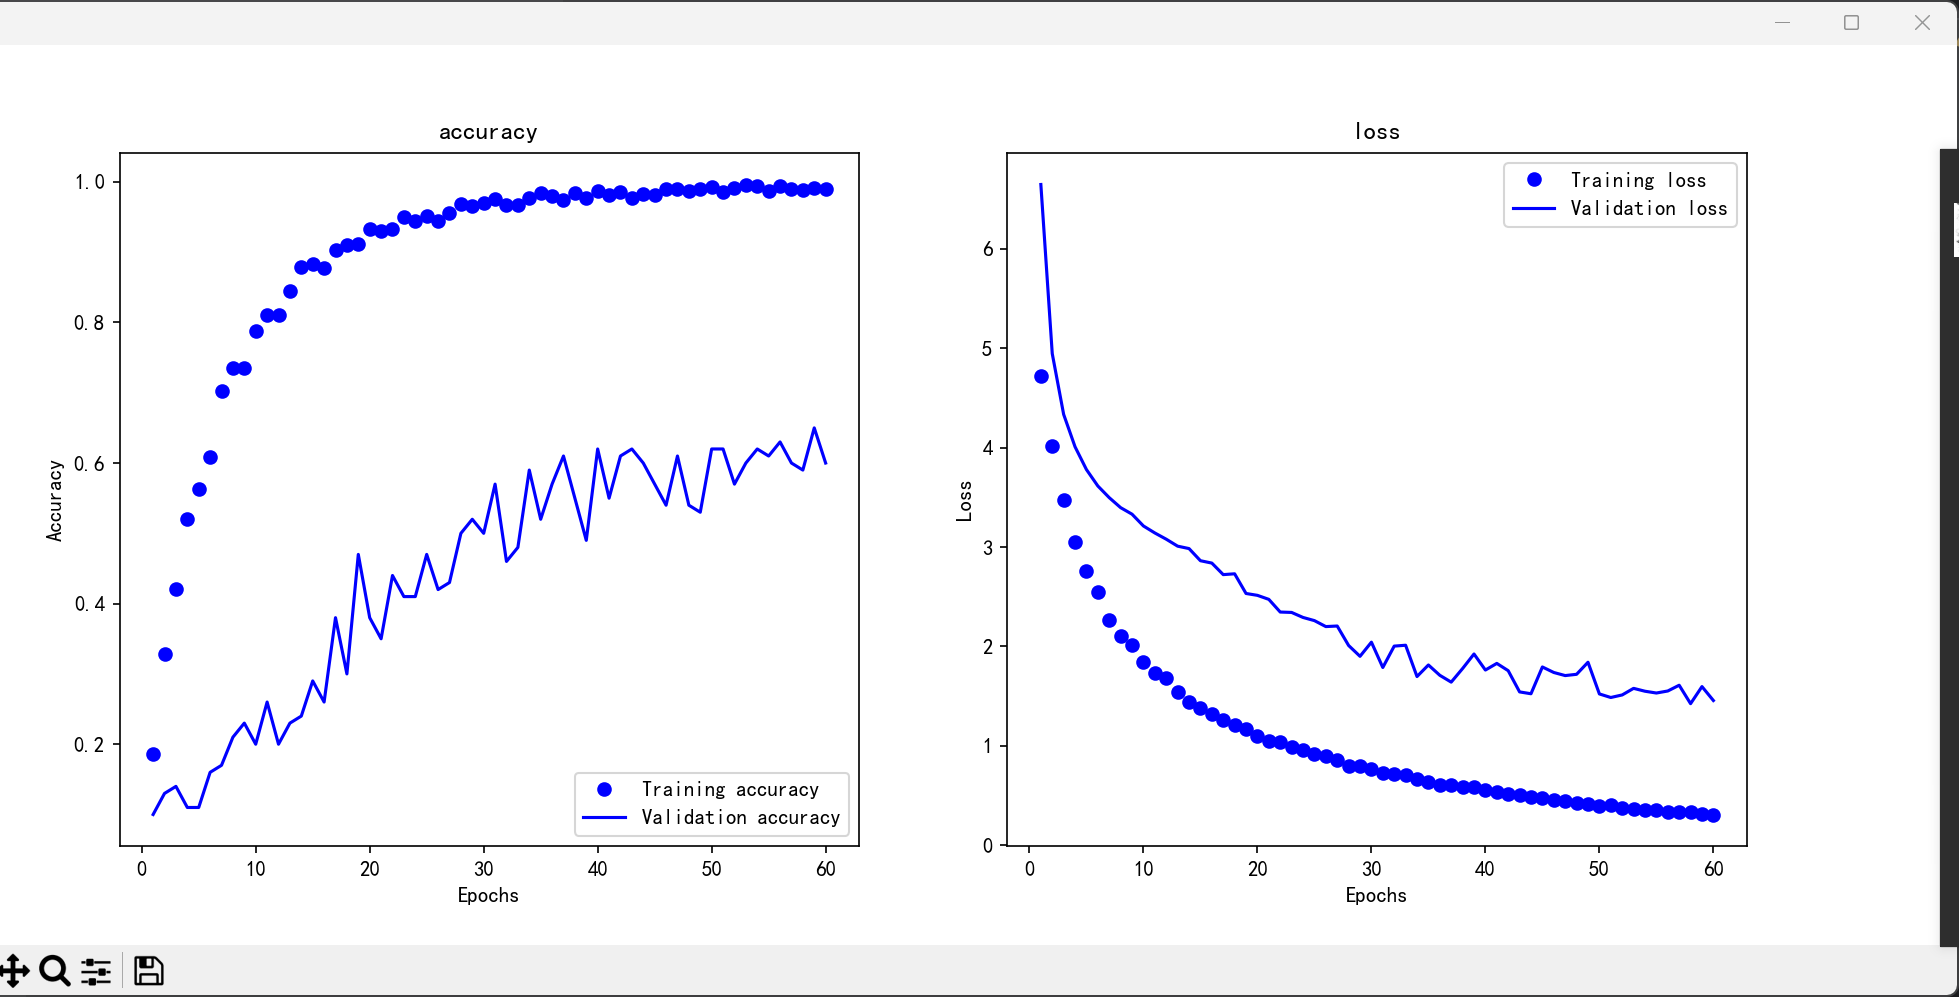 accuracy
1.0
0.8
0.6
0.4
0.2
Accuracy
0 10 20 30 40 50 60
Epochs
Training accuracy
Validation accuracy
loss
6
5
4
3
2
1
0
Loss
0 10 20 30 40 50 60
Epochs
Training loss
Validation loss